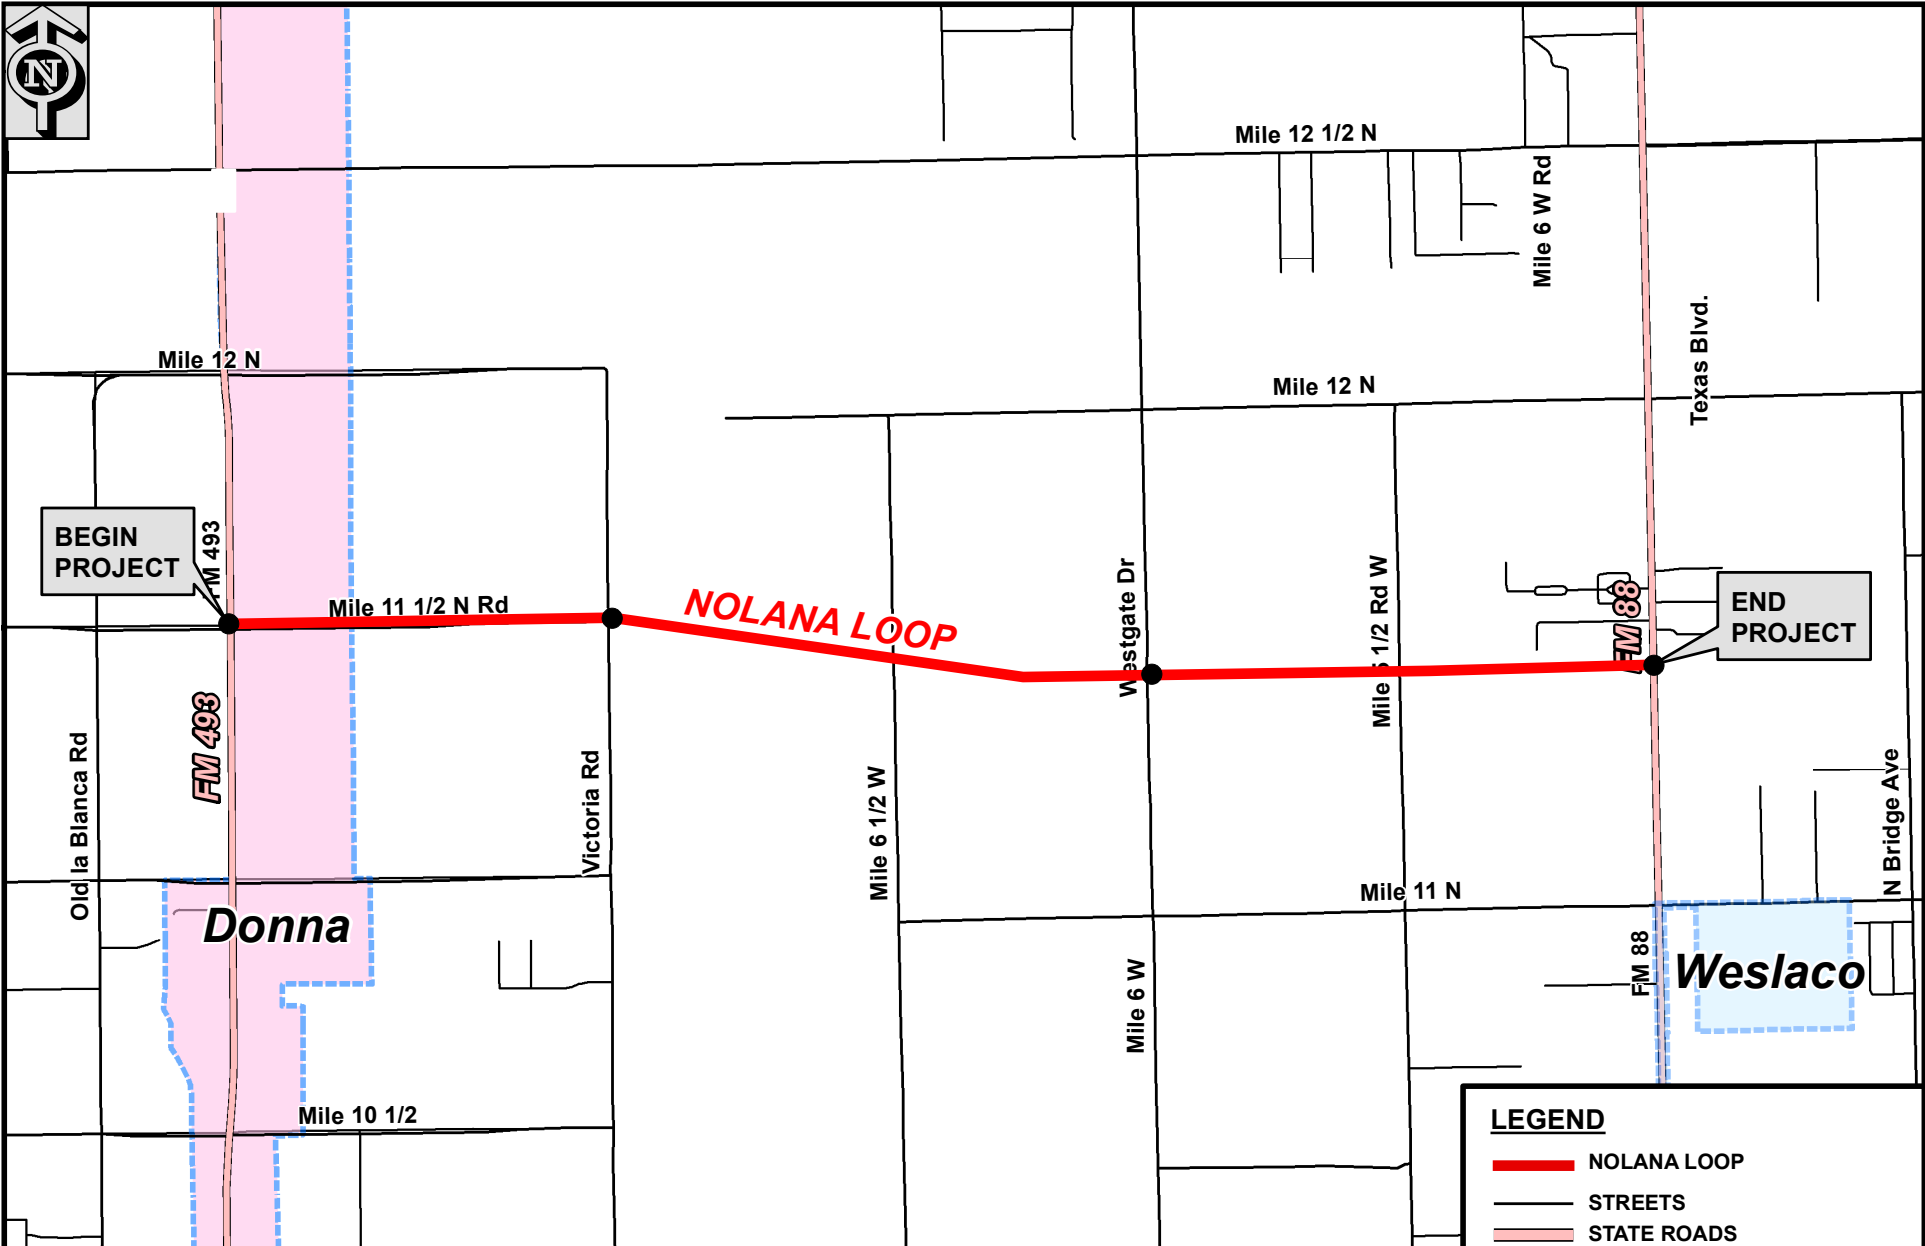 N
Mile 12 1/2 N
Mile 6 W Rd
Texas Blvd.
Mile 12 N
Mile 12 N
BEGIN
PROJECT
FM 493
Mile 11 1/2 N Rd
NOLANA LOOP
Westgate Dr
Mile 5 1/2 Rd W
FM 88
END
PROJECT
FM 493
Old la Blanca Rd
Victoria Rd
Mile 6 1/2 W
N Bridge Ave
Mile 11 N
Donna
Mile 6 W
FM 88
Weslaco
Mile 10 1/2
LEGEND
NOLANA LOOP
STREETS
STATE ROADS